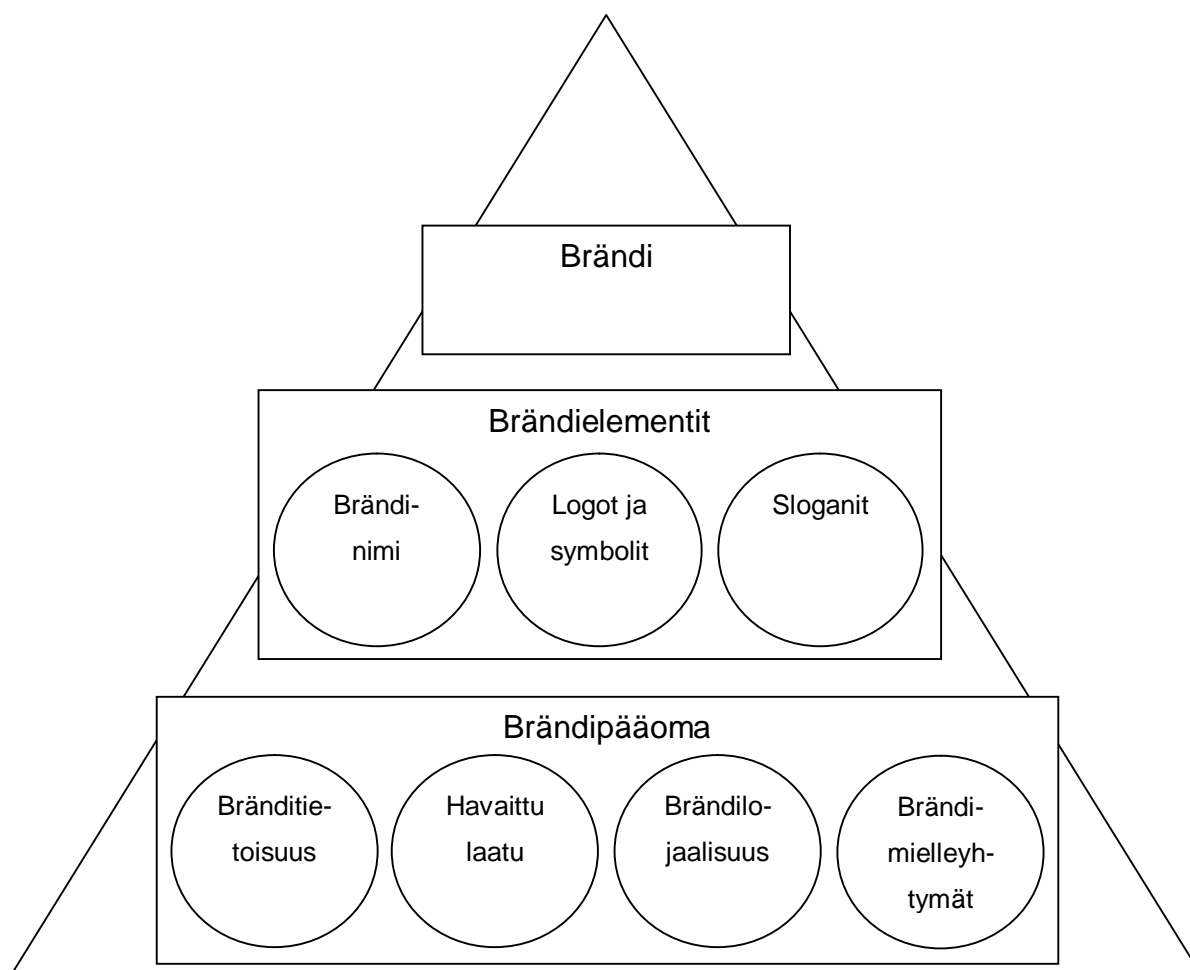 Brändi
Brändielementit
Brändi-
nimi
Logot ja
symbolit
Sloganit
Brändipääoma
Bränditie-
toisuus
Havaittu
laatu
Brändilo-
jaalisuus
Brändi-
mielleyh-
tymät